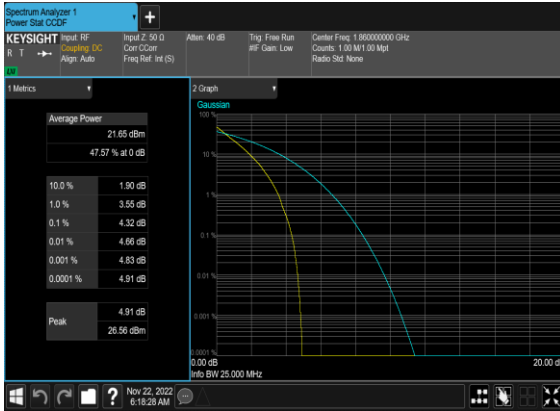 Spectrum Analyzer 1
Power Stat CCDF
+
KEYSIGHT
R T
Input: RF
Coupling: DC
Align: Auto
Input Z: 50 Ω
Corr CCorr
Freq Ref: Int (S)
Atten: 40 dB
Trig: Free Run
#IF Gain: Low
Center Freq: 1.860000000 GHz
Counts: 1.00 M/1.00 Mpt
Radio Std: None
1 Metrics
Average Power
21.65 dBm
47.57 % at 0 dB
10.0 % 1.90 dB
1.0 % 3.55 dB
0.1 % 4.32 dB
0.01 % 4.66 dB
0.001 % 4.83 dB
0.0001 % 4.91 dB
Peak
4.91 dB
26.56 dBm
2 Graph
Gaussian
100 %
10 %
1 %
0.1 %
0.01 %
0.001 %
0.0001 %
0.00 dB
20.00 d
Info BW 25.000 MHz
?
Nov 22, 2022
6:18:28 AM